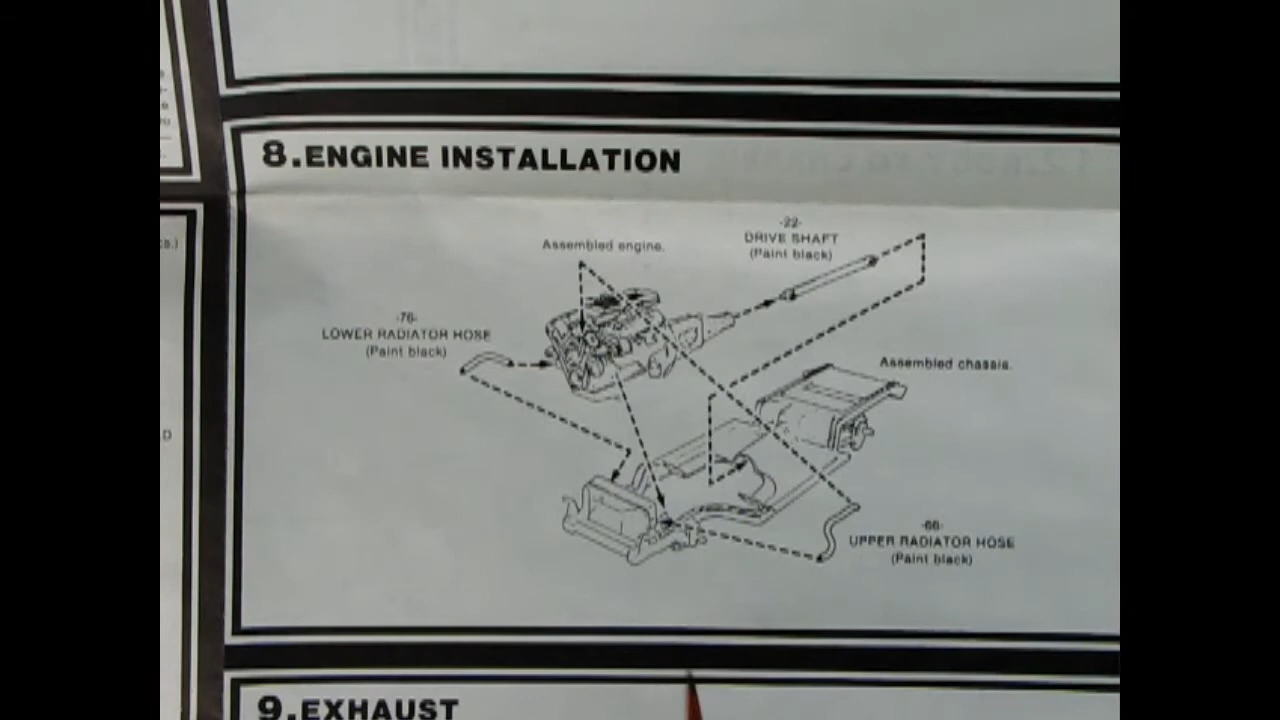 8.ENGINE INSTALLATION
Assembled engine.
-22-
DRIVE SHAFT
(Paint black)
-76-
LOWER RADIATOR HOSE
(Paint black)
Assembled chassis.
-66-
UPPER RADIATOR HOSE
(Paint black)
9.EXHAUST